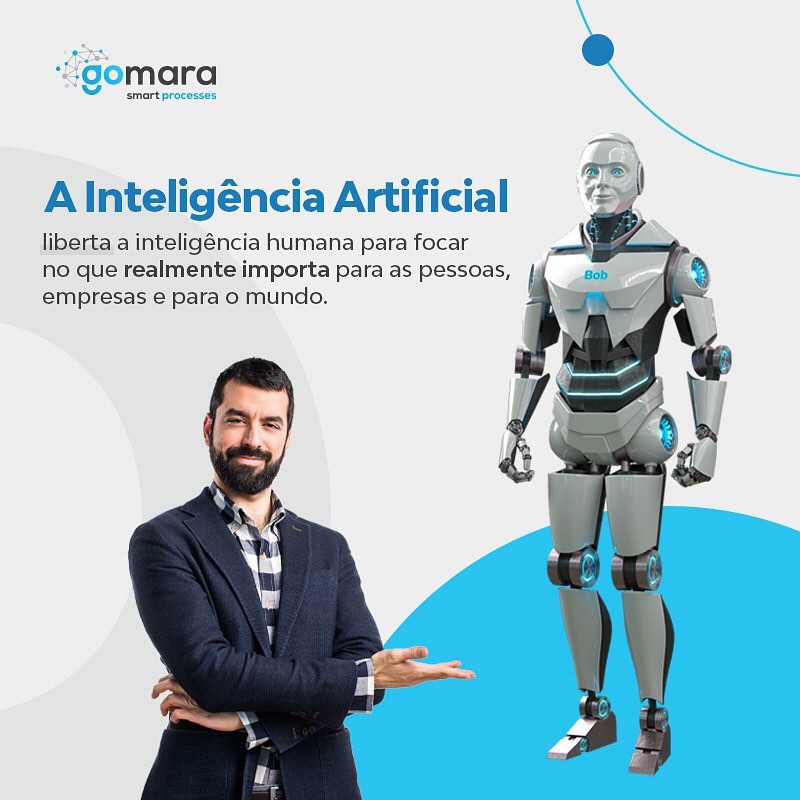 gomara
smart processes
A Inteligência Artificial
liberta a inteligência humana para focar
no que realmente importa para as pessoas,
empresas e para o mundo.
Bob